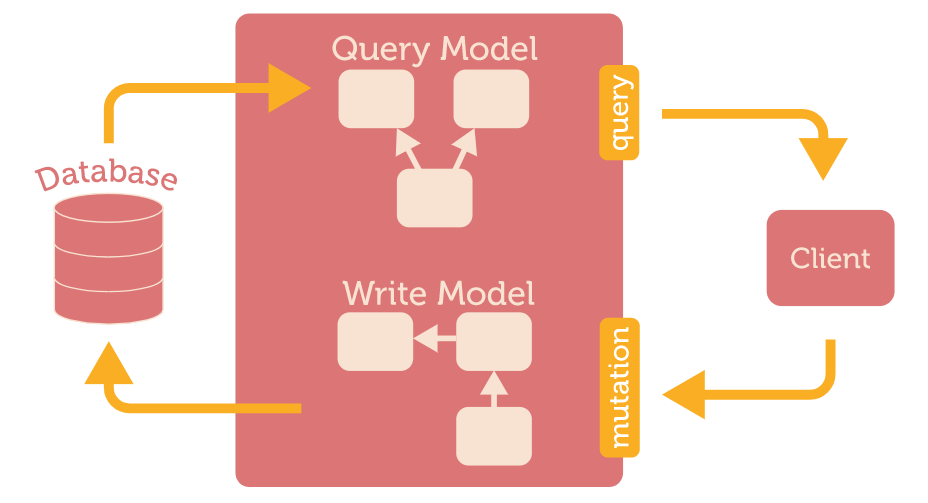 Query Model
query
Database
Client
Write Model
mutation